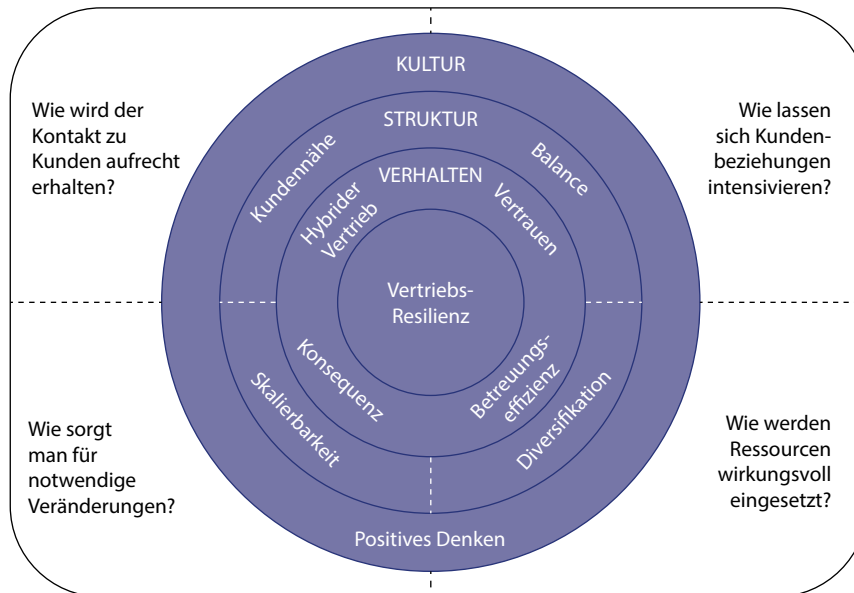 KULTUR
Wie wird der
Kontakt zu
Kunden aufrecht
erhalten?
Wie lassen
sich Kunden-
beziehungen
intensivieren?
STRUKTUR
Kundennähe
Balance
VERHALTEN
Hybrider
Vertrieb
Vertrauen
Vertriebs-
Resilienz
Konsequenz
Betreuungs-
effizienz
Skalierbarkeit
Diversifikation
Wie sorgt
man für
notwendige
Veränderungen?
Wie werden
Ressourcen
wirkungsvoll
eingesetzt?
Positives Denken